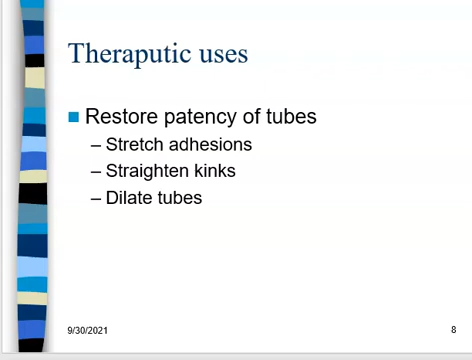 Theraputic uses
Restore patency of tubes
– Stretch adhesions
– Straighten kinks
– Dilate tubes
9/30/2021
8